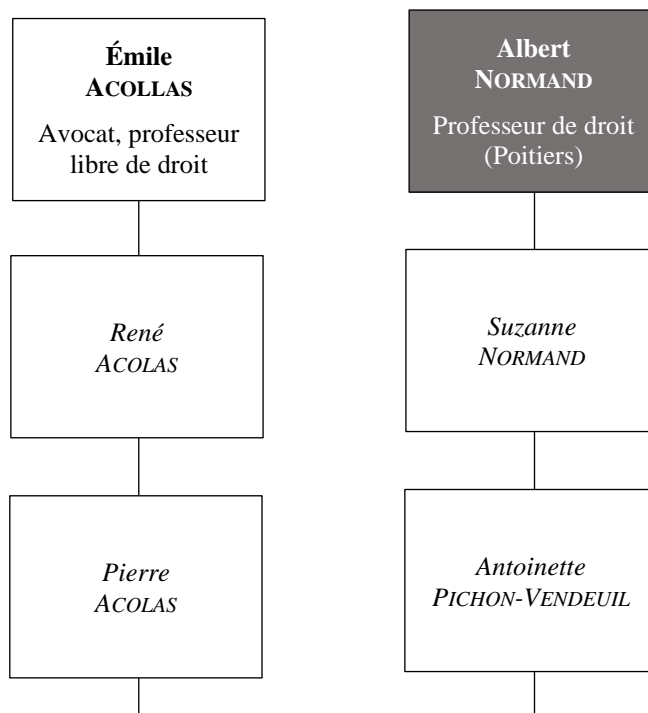 Émile
ACOLLAS
Avocat, professeur
libre de droit
Albert
NORMAND
Professeur de droit
(Poitiers)
René
ACOLAS
Suzanne
NORMAND
Pierre
ACOLAS
Antoinette
PICHON-VENDEUIL